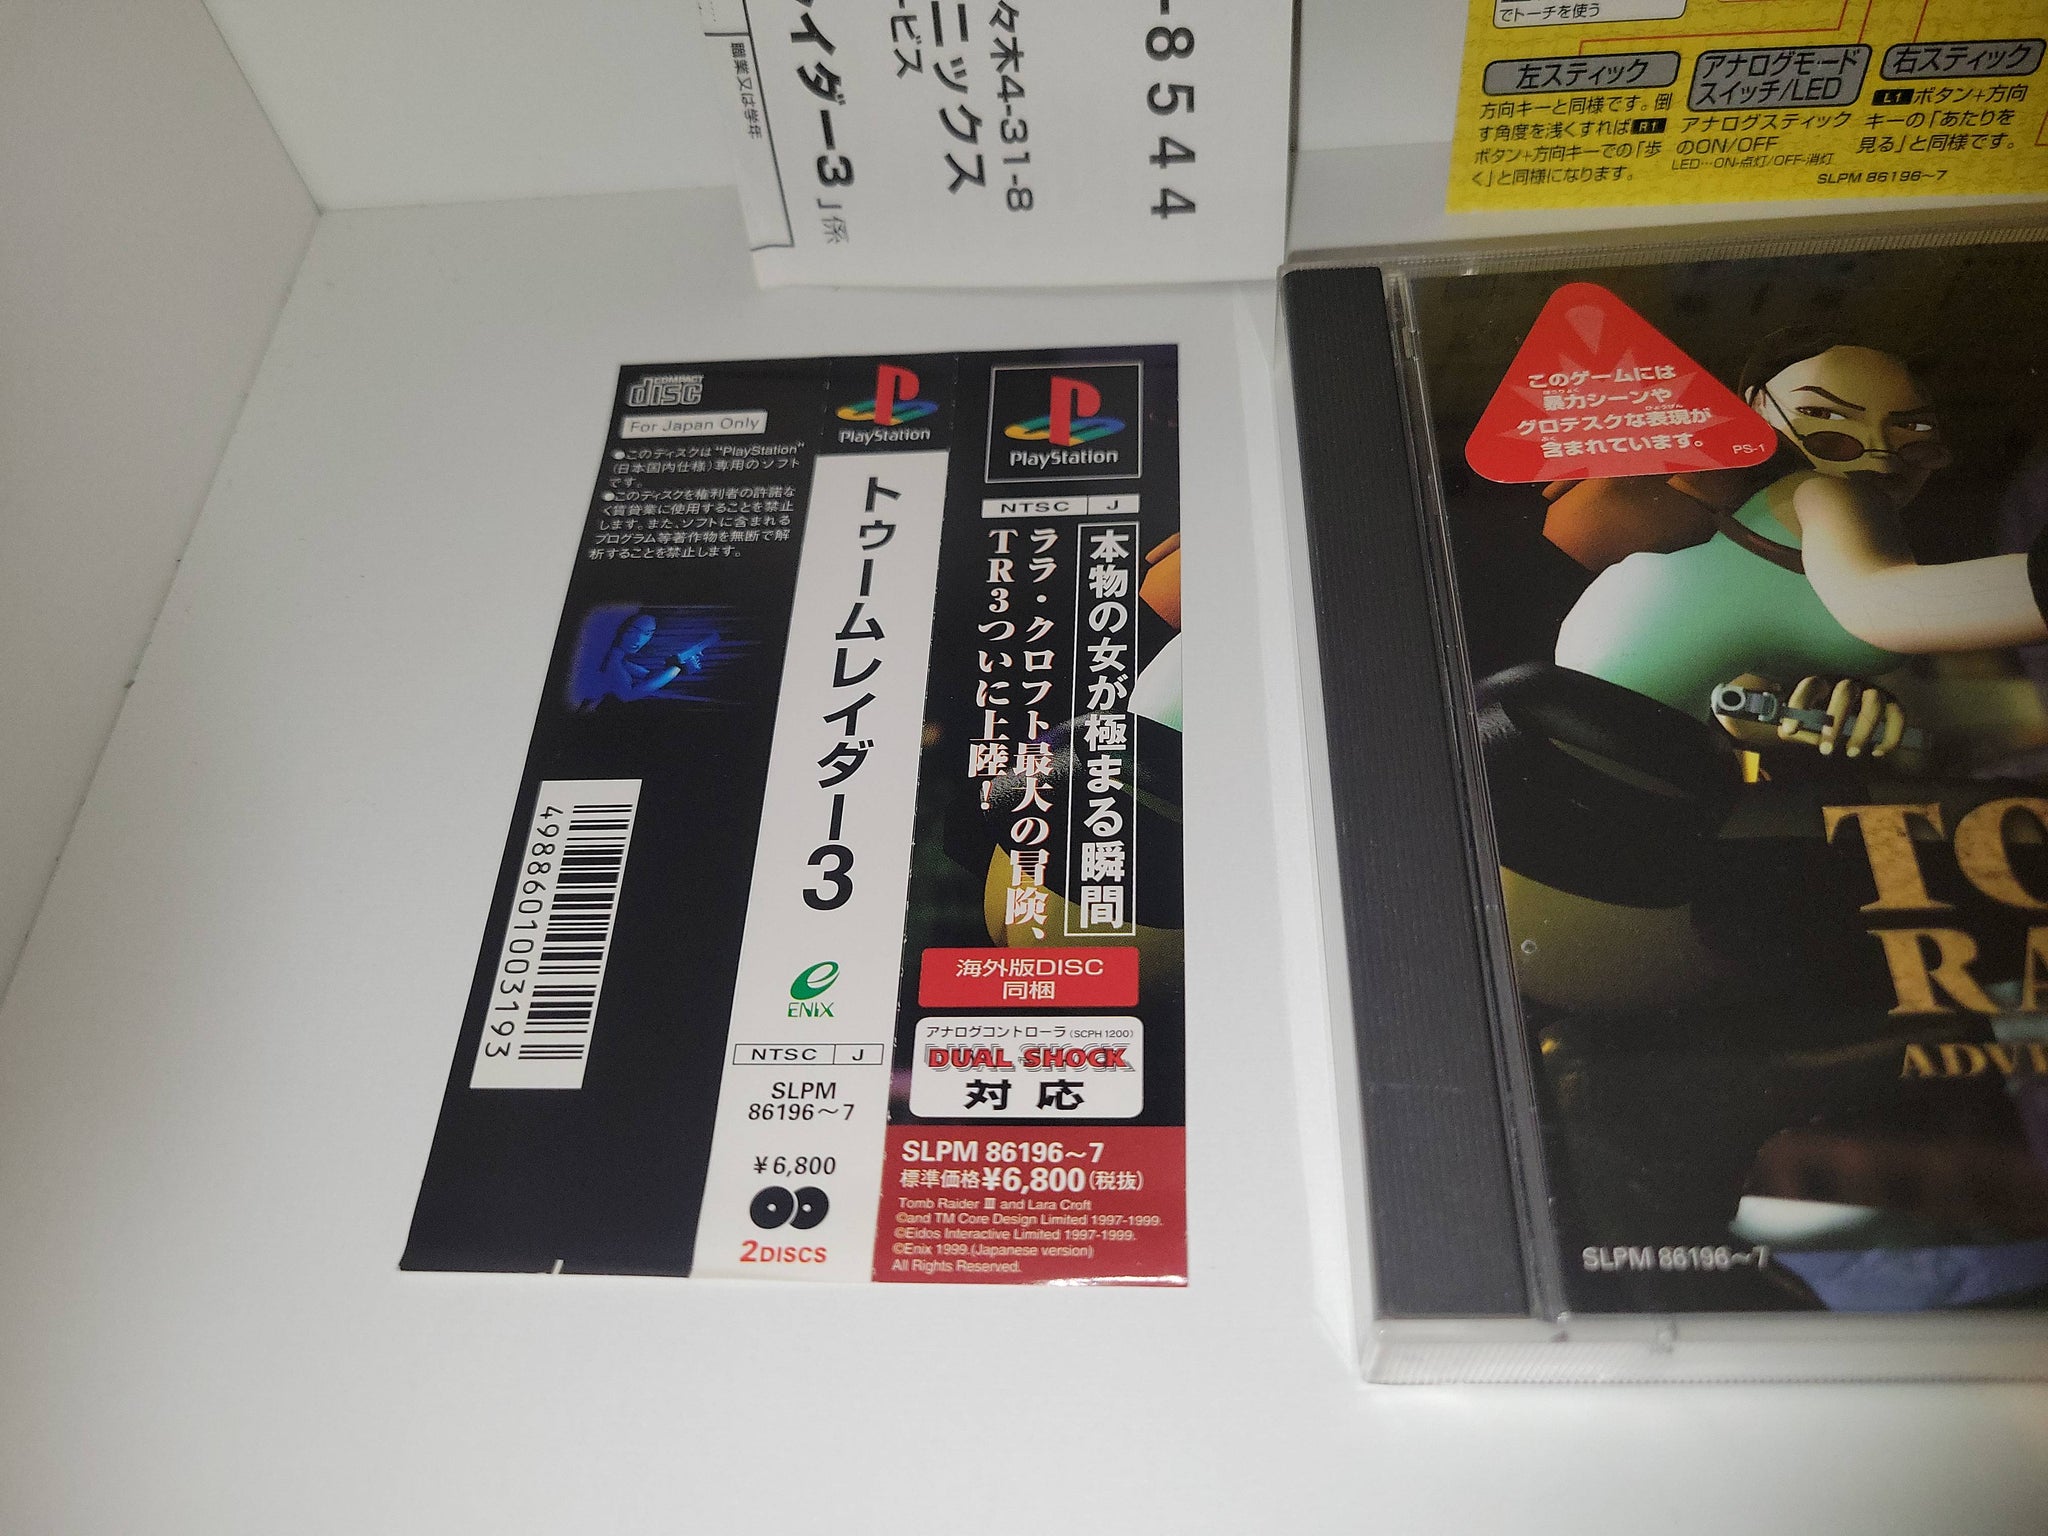 -8544
々木4-31-8
ニックス
ービス
イダー3」係
職業又は学年
でトーチを使う
左スティック
方向キーと同様です。倒
す角度を浅くすればR1
ボタン+方向キーでの「歩
く」と同様になります。
アナログモード
スイッチ/LED
アナログスティック
のON/OFF
LED…ON-点灯/OFF-消灯
右スティック
L1ボタン+方向
キーの「あたりを
見る」と同様です。
SLPM 86196～7
COMPACT
disc
For Japan Only
●このディスクは"PlayStation"
(日本国内仕様)専用のソフト
です。
●このディスクを権利者の許諾な
く賃貸業に使用することを禁止
します。また、ソフトに含まれる
プログラム等著作物を無断で解
析することを禁止します。
4988601003193
PlayStation
トゥームレイダー3
ENIX
NTSC J
SLPM
86196～7
¥6,800
2DISCS
PlayStation
NTSC J
本物の女が極まる瞬間
ララ・クロフト最大の冒険、
TR3ついに上陸!
海外版DISC
同梱
アナログコントローラ(SCPH1200)
DUAL SHOCK
対応
SLPM 86196～7
標準価格¥6,800(税抜)
Tomb Raider III and Lara Croft
©and TM Core Design Limited 1997-1999.
©Eidos Interactive Limited 1997-1999.
©Enix 1999.(Japanese version)
All Rights Reserved.
このゲームには
暴力シーンや
グロテスクな表現が
含まれています。
PS-1
TO
RA
ADV
SLPM 86196～7